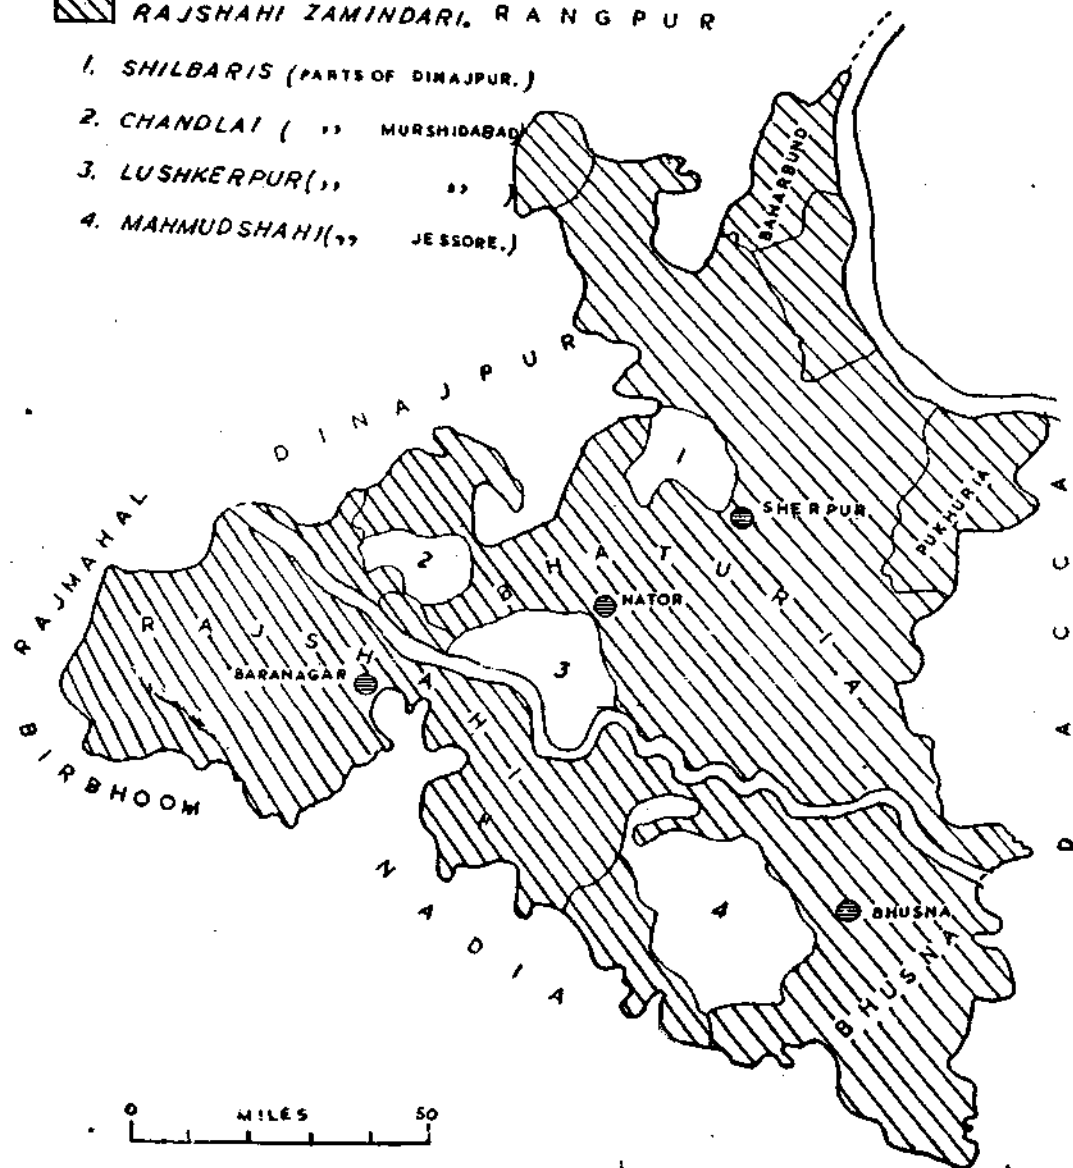 RAJSHAHI ZAMINDARI. RANGPUR
1. SHILBARIS (PARTS OF DINAJPUR.)
2. CHANDLAI ( ,, MURSHIDABAD)
3. LUSHKERPUR( ,, ,, )
4. MAHMUDSHAHI( ,, JESSORE.)
BAHARBUND
DINAJPUR
1
SHERPUR
PUKHURIA
DACCA
RAJMAHAL
2
BHATURIA
NATOR
RAJSHAHI
BARANAGAR
3
BIRBHOOM
NADIA
4
BHUSNA
BHUSNA
0 MILES 50